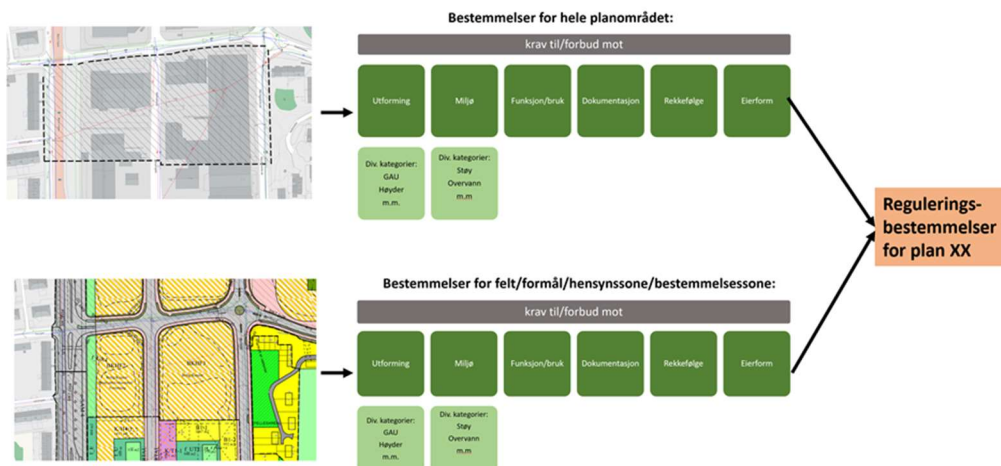 Bestemmelser for hele planområdet:
krav til/forbud mot
Utforming
Miljø
Funksjon/bruk
Dokumentasjon
Rekkefølge
Eierform
Div. kategorier:
GAU
Høyder
m.m.
Div. kategorier:
Støy
Overvann
m.m
Regulerings-
bestemmelser
for plan XX
Bestemmelser for felt/formål/hensynssone/bestemmelsessone:
krav til/forbud mot
Utforming
Miljø
Funksjon/bruk
Dokumentasjon
Rekkefølge
Eierform
Div. kategorier:
GAU
Høyder
m.m.
Div. kategorier:
Støy
Overvann
m.m